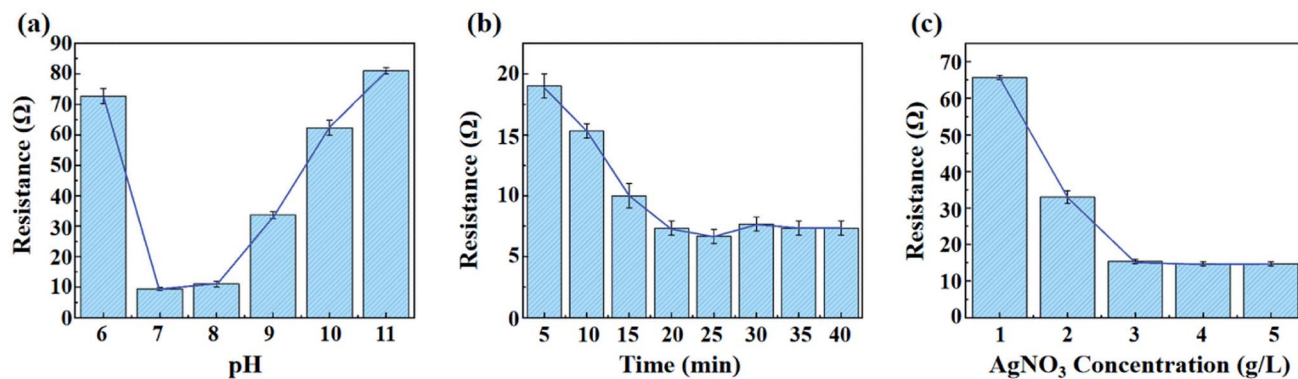 (a)
90
80
70
60
50
40
30
20
10
0
Resistance (Ω)
6 7 8 9 10 11
pH
(b)
20
15
10
5
0
Resistance (Ω)
5 10 15 20 25 30 35 40
Time (min)
(c)
70
60
50
40
30
20
10
0
Resistance (Ω)
1 2 3 4 5
AgNO₃ Concentration (g/L)